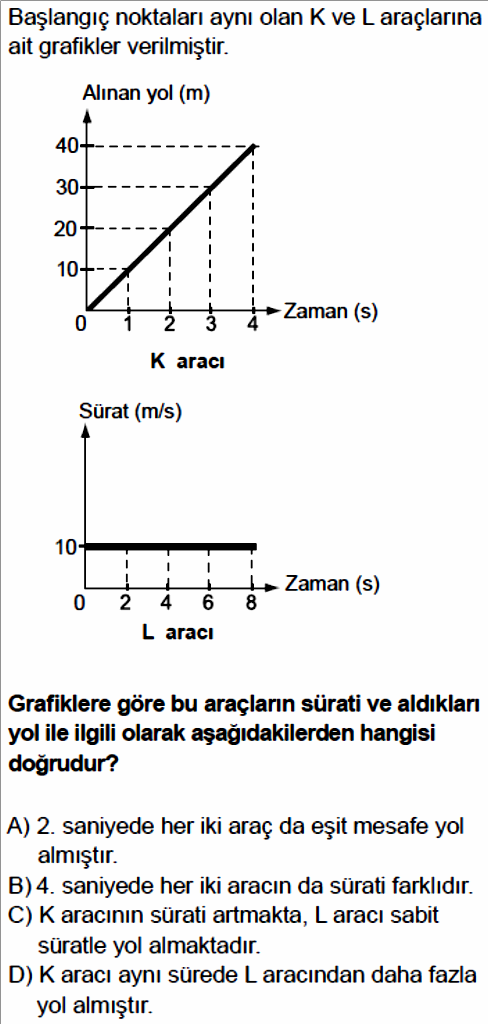 Başlangıç noktaları aynı olan K ve L araçlarına
ait grafikler verilmiştir.
Alınan yol (m)
40
30
20
10
0 1 2 3 4 Zaman (s)
K aracı
Sürat (m/s)
10
0 2 4 6 8 Zaman (s)
L aracı
Grafiklere göre bu araçların sürati ve aldıkları
yol ile ilgili olarak aşağıdakilerden hangisi
doğrudur?
A) 2. saniyede her iki araç da eşit mesafe yol
almıştır.
B) 4. saniyede her iki aracın da sürati farklıdır.
C) K aracının sürati artmakta, L aracı sabit
süratle yol almaktadır.
D) K aracı aynı sürede L aracından daha fazla
yol almıştır.